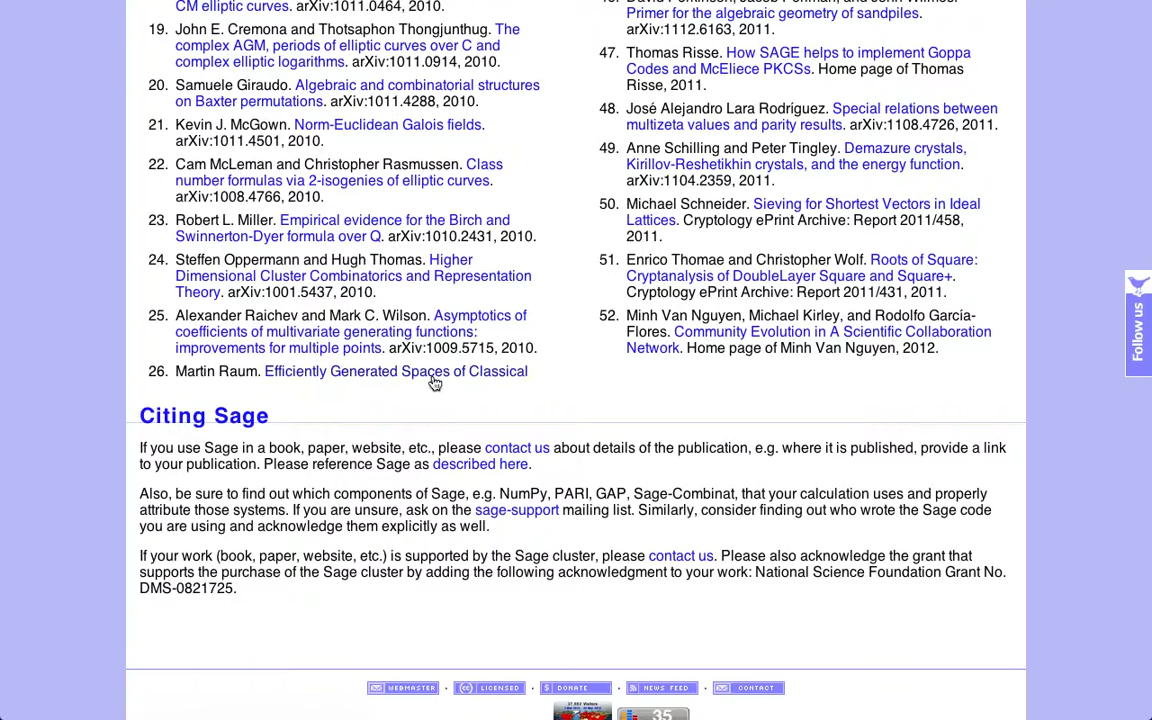 CM elliptic curves. arXiv:1011.0464, 2010.
19. John E. Cremona and Thotsaphon Thongjunthug. The
complex AGM, periods of elliptic curves over C and
complex elliptic logarithms. arXiv:1011.0914, 2010.
20. Samuele Giraudo. Algebraic and combinatorial structures
on Baxter permutations. arXiv:1011.4288, 2010.
21. Kevin J. McGown. Norm-Euclidean Galois fields.
arXiv:1011.4501, 2010.
22. Cam McLeman and Christopher Rasmussen. Class
number formulas via 2-isogenies of elliptic curves.
arXiv:1008.4766, 2010.
23. Robert L. Miller. Empirical evidence for the Birch and
Swinnerton-Dyer formula over Q. arXiv:1010.2431, 2010.
24. Steffen Oppermann and Hugh Thomas. Higher
Dimensional Cluster Combinatorics and Representation
Theory. arXiv:1001.5437, 2010.
25. Alexander Raichev and Mark C. Wilson. Asymptotics of
coefficients of multivariate generating functions:
improvements for multiple points. arXiv:1009.5715, 2010.
26. Martin Raum. Efficiently Generated Spaces of Classical
Primer for the algebraic geometry of sandpiles.
arXiv:1112.6163, 2011.
47. Thomas Risse. How SAGE helps to implement Goppa
Codes and McEliece PKCSs. Home page of Thomas
Risse, 2011.
48. José Alejandro Lara Rodríguez. Special relations between
multizeta values and parity results. arXiv:1108.4726, 2011.
49. Anne Schilling and Peter Tingley. Demazure crystals,
Kirillov-Reshetikhin crystals, and the energy function.
arXiv:1104.2359, 2011.
50. Michael Schneider. Sieving for Shortest Vectors in Ideal
Lattices. Cryptology ePrint Archive: Report 2011/458,
2011.
51. Enrico Thomae and Christopher Wolf. Roots of Square:
Cryptanalysis of DoubleLayer Square and Square+.
Cryptology ePrint Archive: Report 2011/431, 2011.
52. Minh Van Nguyen, Michael Kirley, and Rodolfo García-
Flores. Community Evolution in A Scientific Collaboration
Network. Home page of Minh Van Nguyen, 2012.
Follow us
Citing Sage
If you use Sage in a book, paper, website, etc., please contact us about details of the publication, e.g. where it is published, provide a link
to your publication. Please reference Sage as described here.
Also, be sure to find out which components of Sage, e.g. NumPy, PARI, GAP, Sage-Combinat, that your calculation uses and properly
attribute those systems. If you are unsure, ask on the sage-support mailing list. Similarly, consider finding out who wrote the Sage code
you are using and acknowledge them explicitly as well.
If your work (book, paper, website, etc.) is supported by the Sage cluster, please contact us. Please also acknowledge the grant that
supports the purchase of the Sage cluster by adding the following acknowledgment to your work: National Science Foundation Grant No.
DMS-0821725.
WEBMASTER · cc LICENSED · $ DONATE · NEWS FEED · CONTACT
35